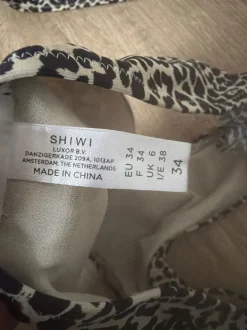 SHIWI
LUXOR B.V.
DANZIGERKADE 209A, 1013AP
AMSTERDAM, THE NETHERLANDS
MADE IN CHINA
EU 34
F 34
UK 6
I/E 38
34